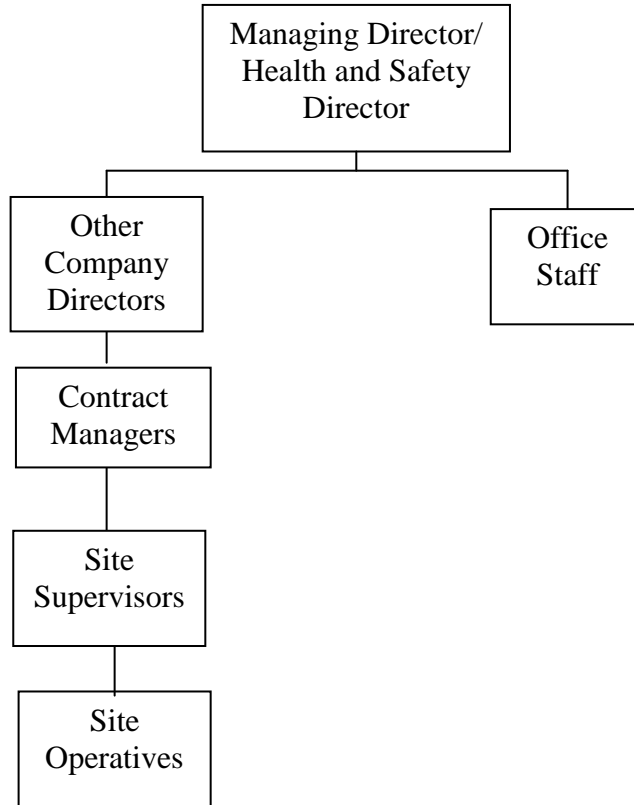 Managing Director/
Health and Safety
Director
Other
Company
Directors
Office
Staff
Contract
Managers
Site
Supervisors
Site
Operatives